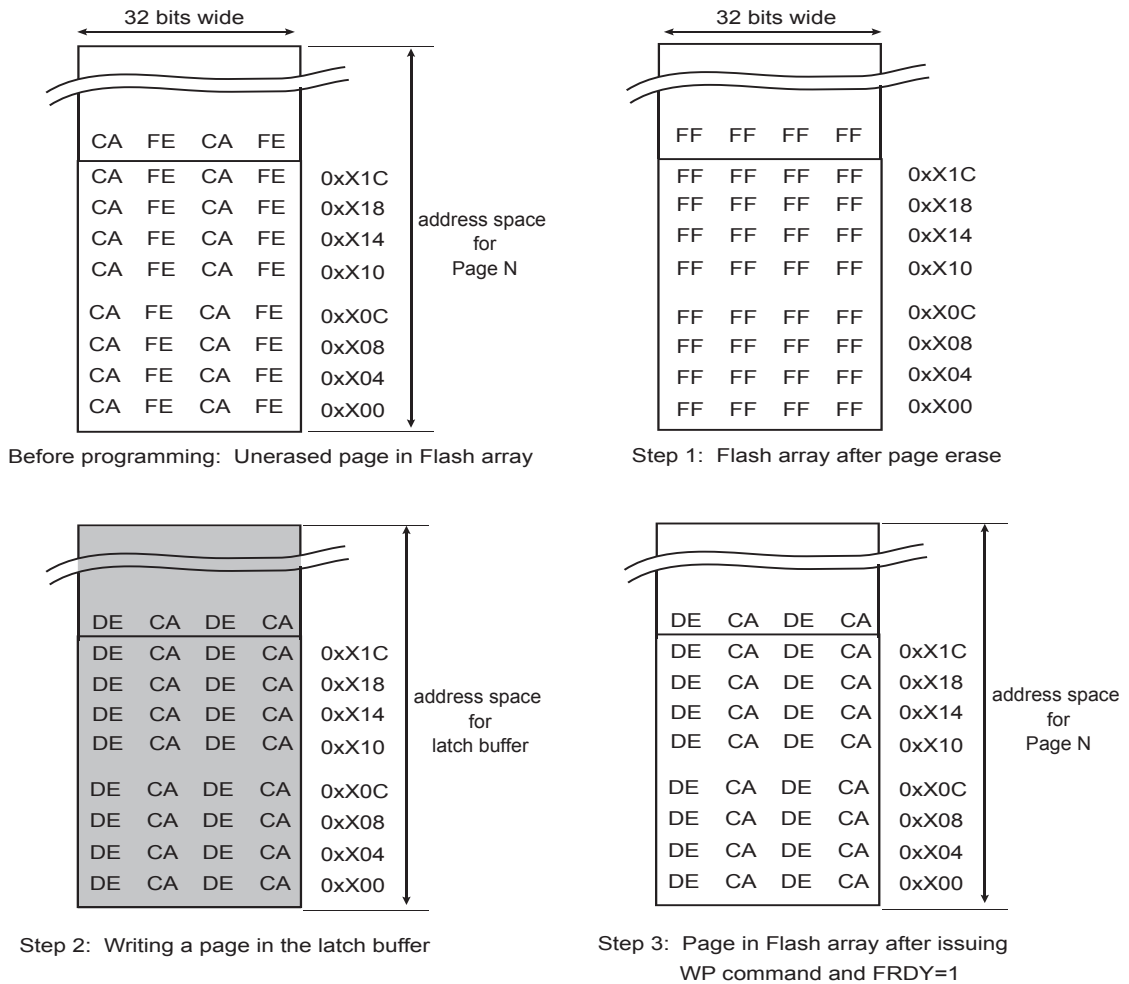 32 bits wide
CA FE CA FE
CA FE CA FE 0xX1C
CA FE CA FE 0xX18
CA FE CA FE 0xX14
CA FE CA FE 0xX10
CA FE CA FE 0xX0C
CA FE CA FE 0xX08
CA FE CA FE 0xX04
CA FE CA FE 0xX00
address space
for
Page N
Before programming: Unerased page in Flash array
32 bits wide
FF FF FF FF
FF FF FF FF 0xX1C
FF FF FF FF 0xX18
FF FF FF FF 0xX14
FF FF FF FF 0xX10
FF FF FF FF 0xX0C
FF FF FF FF 0xX08
FF FF FF FF 0xX04
FF FF FF FF 0xX00
Step 1: Flash array after page erase
DE CA DE CA
DE CA DE CA 0xX1C
DE CA DE CA 0xX18
DE CA DE CA 0xX14
DE CA DE CA 0xX10
DE CA DE CA 0xX0C
DE CA DE CA 0xX08
DE CA DE CA 0xX04
DE CA DE CA 0xX00
address space
for
latch buffer
Step 2: Writing a page in the latch buffer
DE CA DE CA
DE CA DE CA 0xX1C
DE CA DE CA 0xX18
DE CA DE CA 0xX14
DE CA DE CA 0xX10
DE CA DE CA 0xX0C
DE CA DE CA 0xX08
DE CA DE CA 0xX04
DE CA DE CA 0xX00
address space
for
Page N
Step 3: Page in Flash array after issuing
WP command and FRDY=1